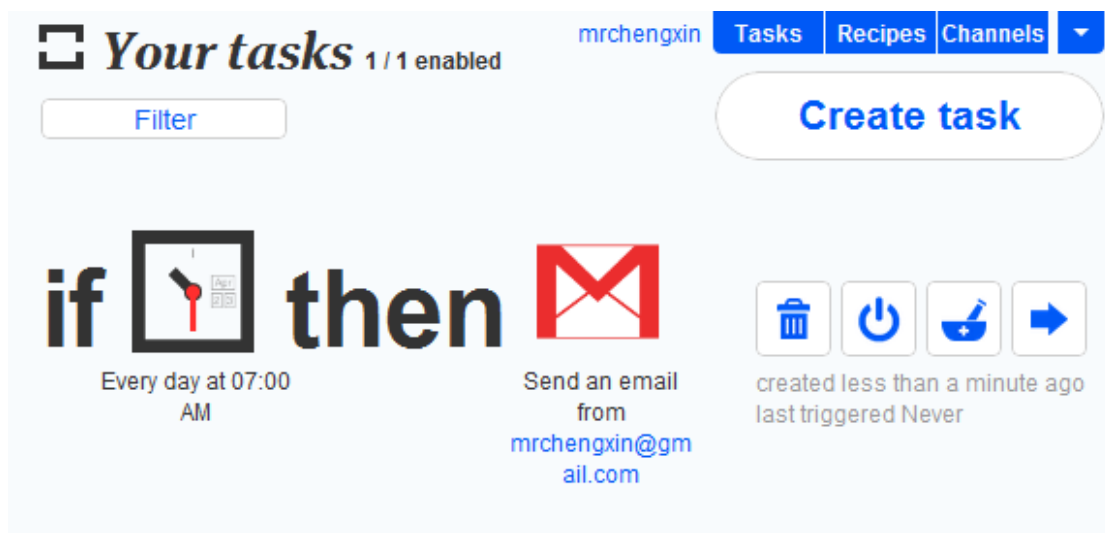 Your tasks 1 / 1 enabled
mrchengxin
Tasks
Recipes
Channels
Filter
Create task
if then
Every day at 07:00
AM
Send an email
from
mrchengxin@gm
ail.com
created less than a minute ago
last triggered Never